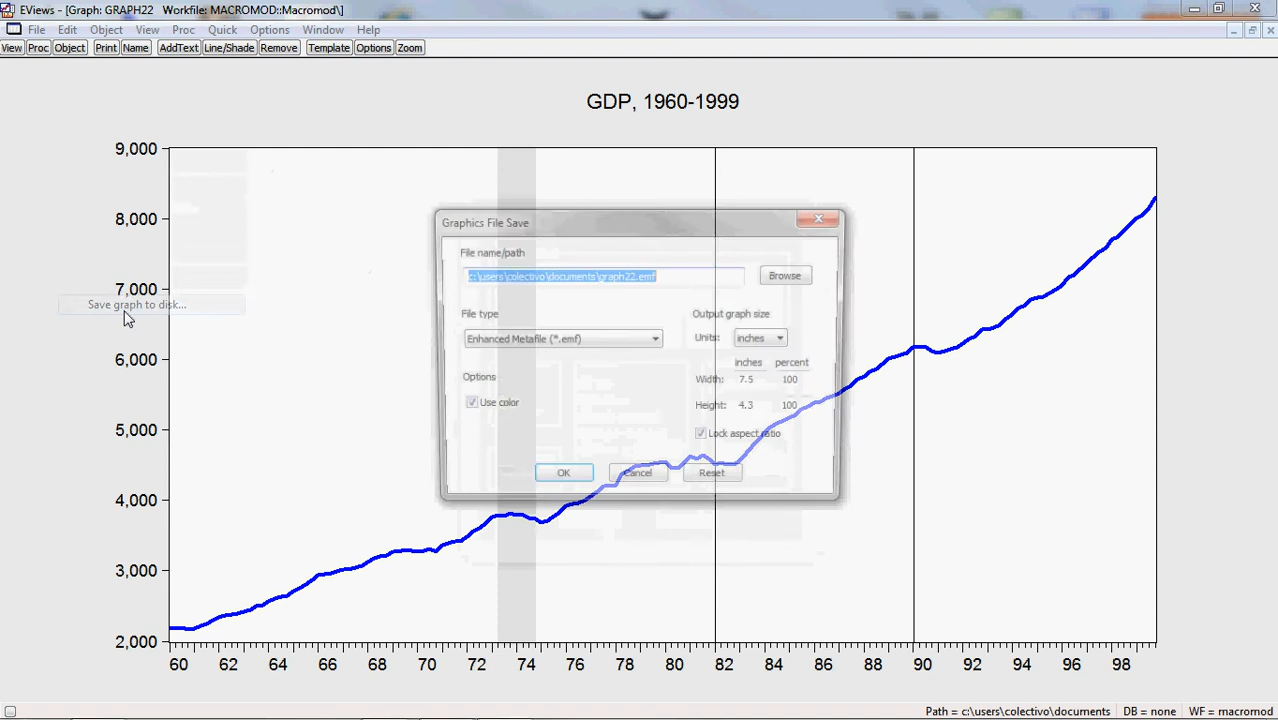 EViews - [Graph: GRAPH22   Workfile: MACROMOD::Macromod\]
File Edit Object View Proc Quick Options Window Help
View Proc Object Print Name AddText Line/Shade Remove Template Options Zoom
GDP, 1960-1999
9,000
8,000
7,000
6,000
5,000
4,000
3,000
2,000
60 62 64 66 68 70 72 74 76 78 80 82 84 86 88 90 92 94 96 98
Save graph to disk...
Graphics File Save
File name/path
c:\users\colectivo\documents\graph22.emf
Browse
File type
Enhanced Metafile (*.emf)
Options
Use color
Output graph size
Units: inches
inches percent
Width: 7.5 100
Height: 4.3 100
Lock aspect ratio
OK Cancel Reset
Path = c:\users\colectivo\documents DB = none WF = macromod